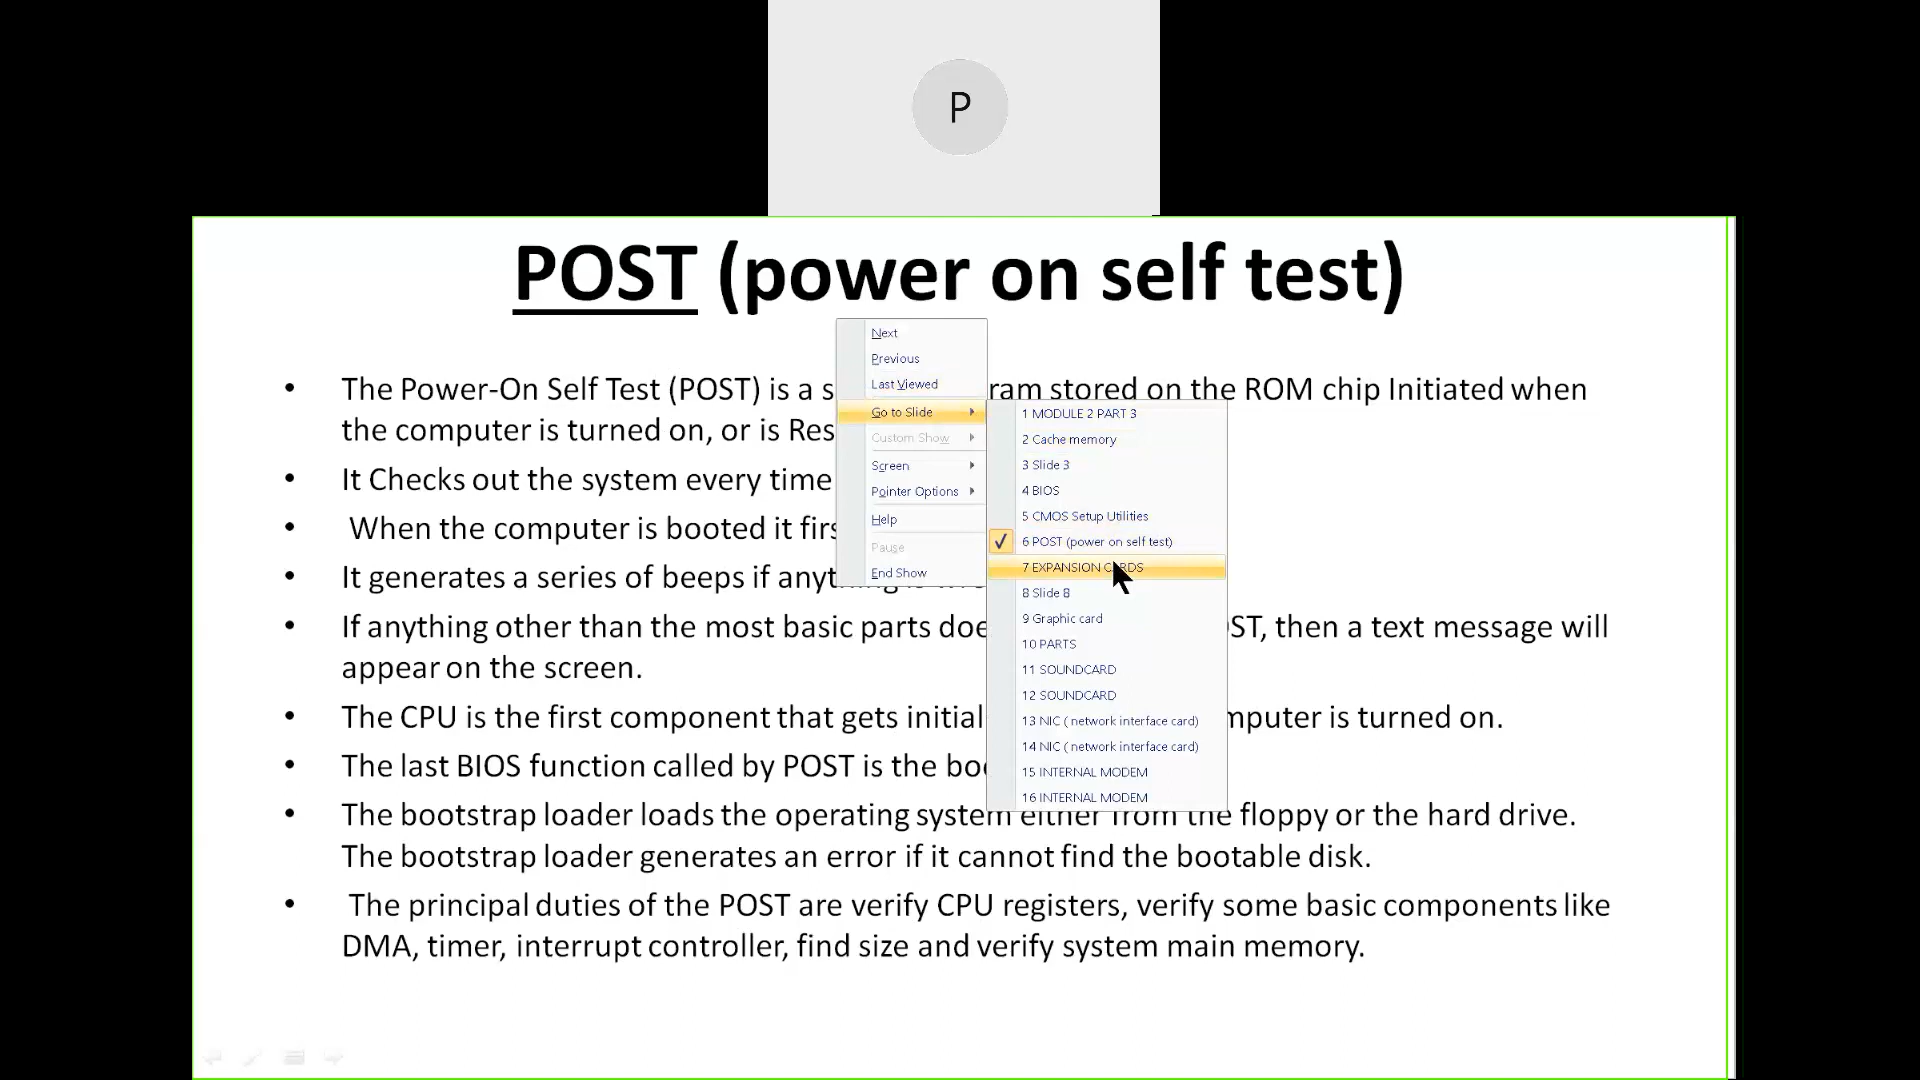 P
POST (power on self test)
• The Power-On Self Test (POST) is a s ram stored on the ROM chip Initiated when
the computer is turned on, or is Res
• It Checks out the system every time
• When the computer is booted it firs
• It generates a series of beeps if anyth
• If anything other than the most basic parts doe OST, then a text message will
appear on the screen.
• The CPU is the first component that gets initial mputer is turned on.
• The last BIOS function called by POST is the boo
• The bootstrap loader loads the operating system either from the floppy or the hard drive.
The bootstrap loader generates an error if it cannot find the bootable disk.
• The principal duties of the POST are verify CPU registers, verify some basic components like
DMA, timer, interrupt controller, find size and verify system main memory.
Next
Previous
Last Viewed
Go to Slide
Custom Show
Screen
Pointer Options
Help
Pause
End Show
1 MODULE 2 PART 3
2 Cache memory
3 Slide 3
4 BIOS
5 CMOS Setup Utilities
6 POST (power on self test)
7 EXPANSION CARDS
8 Slide 8
9 Graphic card
10 PARTS
11 SOUNDCARD
12 SOUNDCARD
13 NIC ( network interface card)
14 NIC ( network interface card)
15 INTERNAL MODEM
16 INTERNAL MODEM